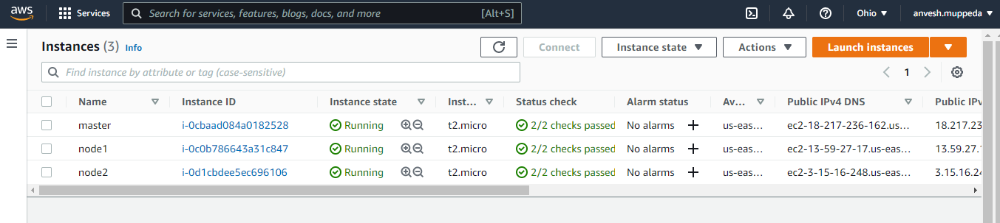 aws Services Search for services, features, blogs, docs, and more [Alt+S] Ohio anvesh.muppeda
Instances (3) Info Connect Instance state Actions Launch instances
Find instance by attribute or tag (case-sensitive) 1
Name Instance ID Instance state Inst... Status check Alarm status Av... Public IPv4 DNS Public IPv
master i-0cbaad084a0182528 Running t2.micro 2/2 checks passed No alarms us-eas... ec2-18-217-236-162.us... 18.217.23
node1 i-0c0b786643a31c847 Running t2.micro 2/2 checks passed No alarms us-eas... ec2-13-59-27-17.us-eas... 13.59.27.1
node2 i-0d1cbdee5ec696106 Running t2.micro 2/2 checks passed No alarms us-eas... ec2-3-15-16-248.us-eas... 3.15.16.24